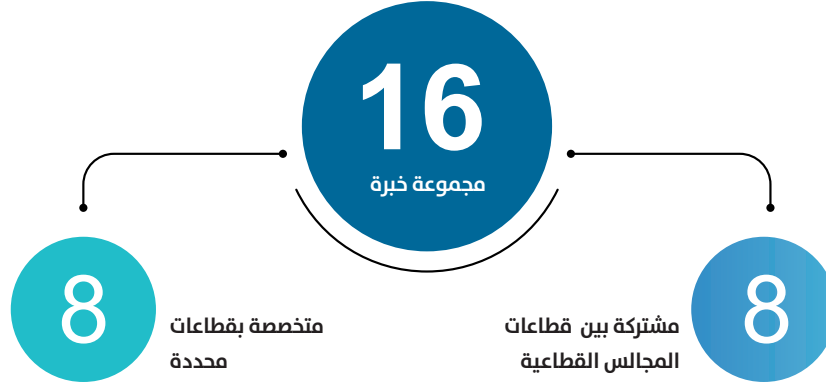 16
مجموعة خبرة
8
مشتركة بين قطاعات
المجالس القطاعية
8
متخصصة بقطاعات
محددة